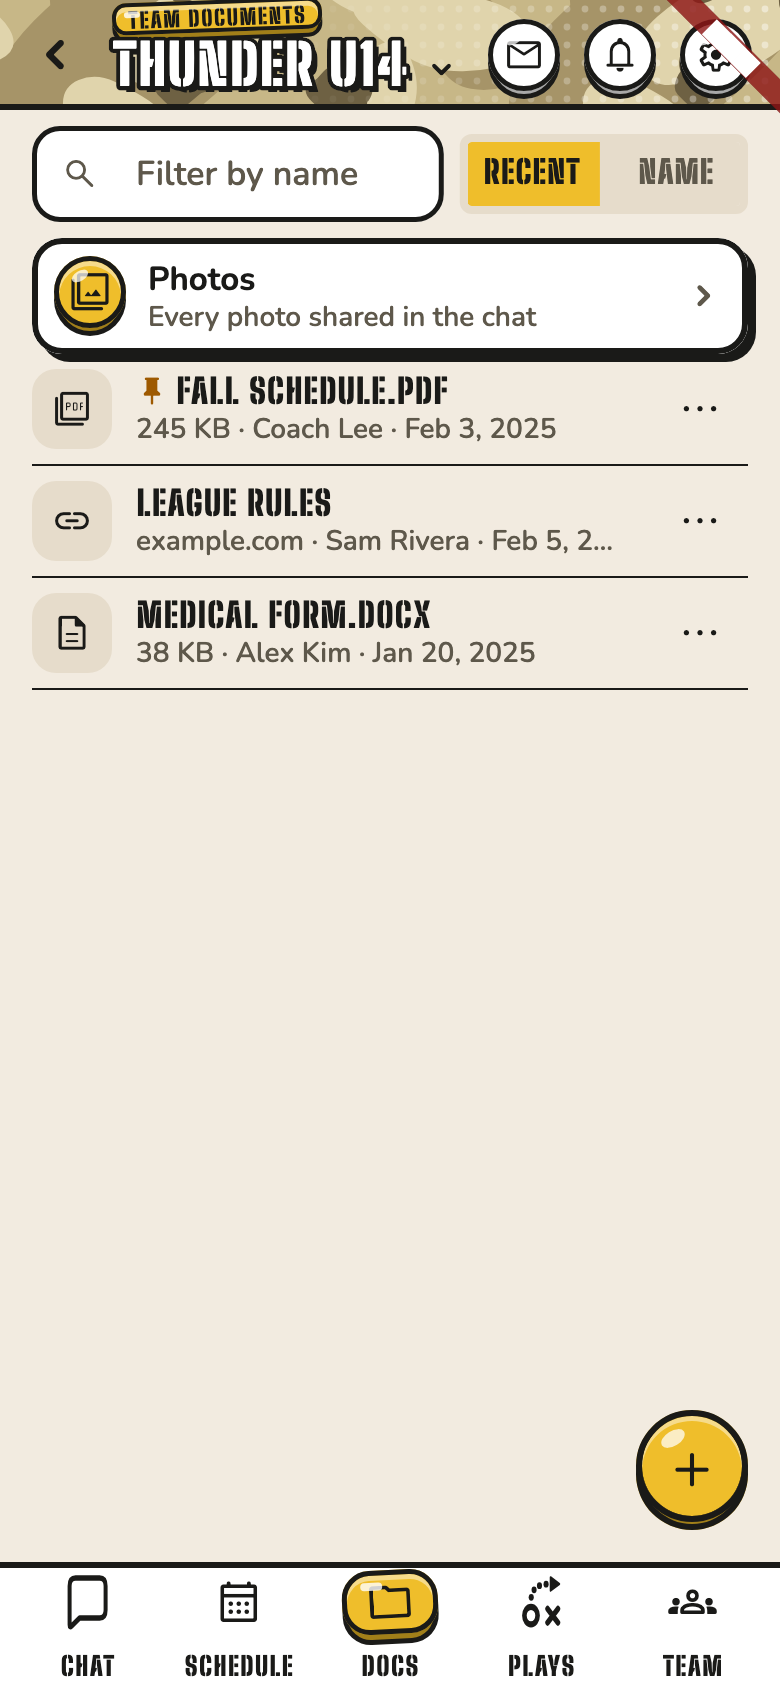 TEAM DOCUMENTS
THUNDER U14
Filter by name
RECENT
NAME
Photos
Every photo shared in the chat
FALL SCHEDULE.PDF
245 KB · Coach Lee · Feb 3, 2025
LEAGUE RULES
example.com · Sam Rivera · Feb 5, 2...
MEDICAL FORM.DOCX
38 KB · Alex Kim · Jan 20, 2025
CHAT
SCHEDULE
DOCS
PLAYS
TEAM